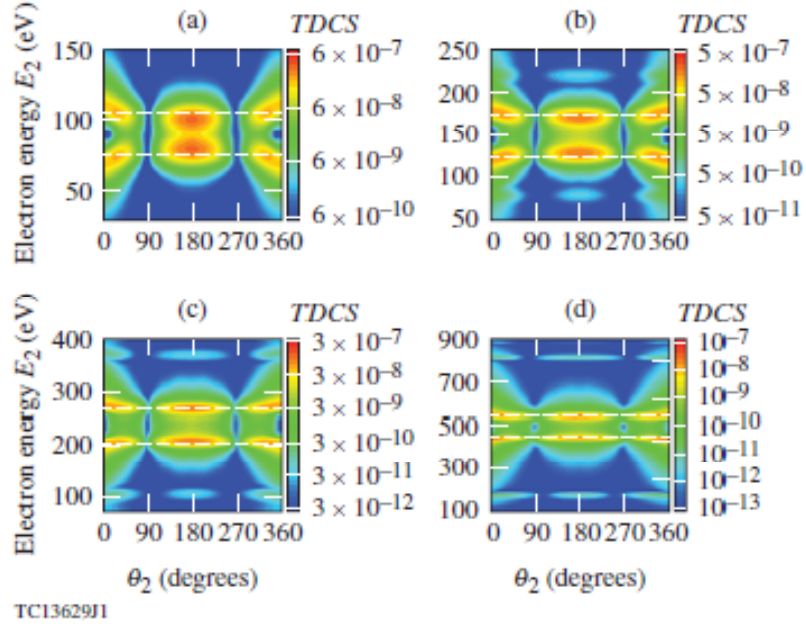 (a) TDCS
Electron energy E₂ (eV)
150
100
50
0 90 180 270 360
6 × 10⁻⁷
6 × 10⁻⁸
6 × 10⁻⁹
6 × 10⁻¹⁰
(b) TDCS
250
200
150
100
50
0 90 180 270 360
5 × 10⁻⁷
5 × 10⁻⁸
5 × 10⁻⁹
5 × 10⁻¹⁰
5 × 10⁻¹¹
(c) TDCS
Electron energy E₂ (eV)
400
300
200
100
0 90 180 270 360
θ₂ (degrees)
3 × 10⁻⁷
3 × 10⁻⁸
3 × 10⁻⁹
3 × 10⁻¹⁰
3 × 10⁻¹¹
3 × 10⁻¹²
(d) TDCS
900
700
500
300
100
0 90 180 270 360
θ₂ (degrees)
10⁻⁷
10⁻⁸
10⁻⁹
10⁻¹⁰
10⁻¹¹
10⁻¹²
10⁻¹³
TC13629J1